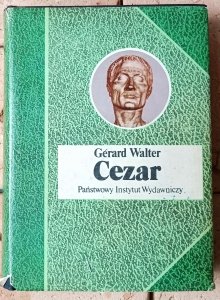 Gérard Walter
Cezar
Państwowy Instytut Wydawniczy